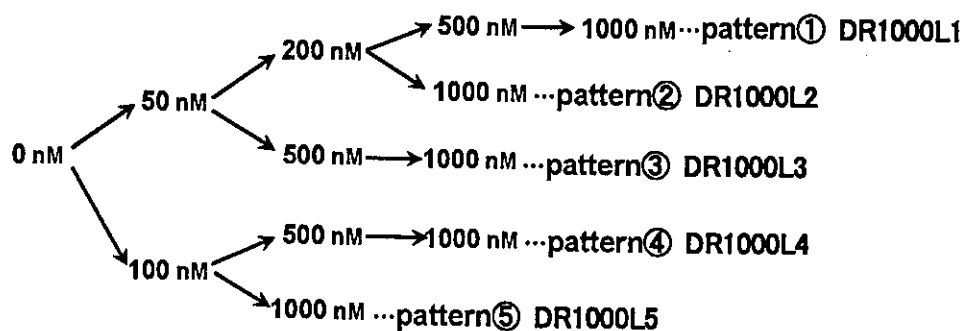 500 nM 1000 nM ···pattern① DR1000L1
200 nM
1000 nM ···pattern② DR1000L2
50 nM
0 nM
500 nM 1000 nM ···pattern③ DR1000L3
500 nM 1000 nM ···pattern④ DR1000L4
100 nM
1000 nM ···pattern⑤ DR1000L5